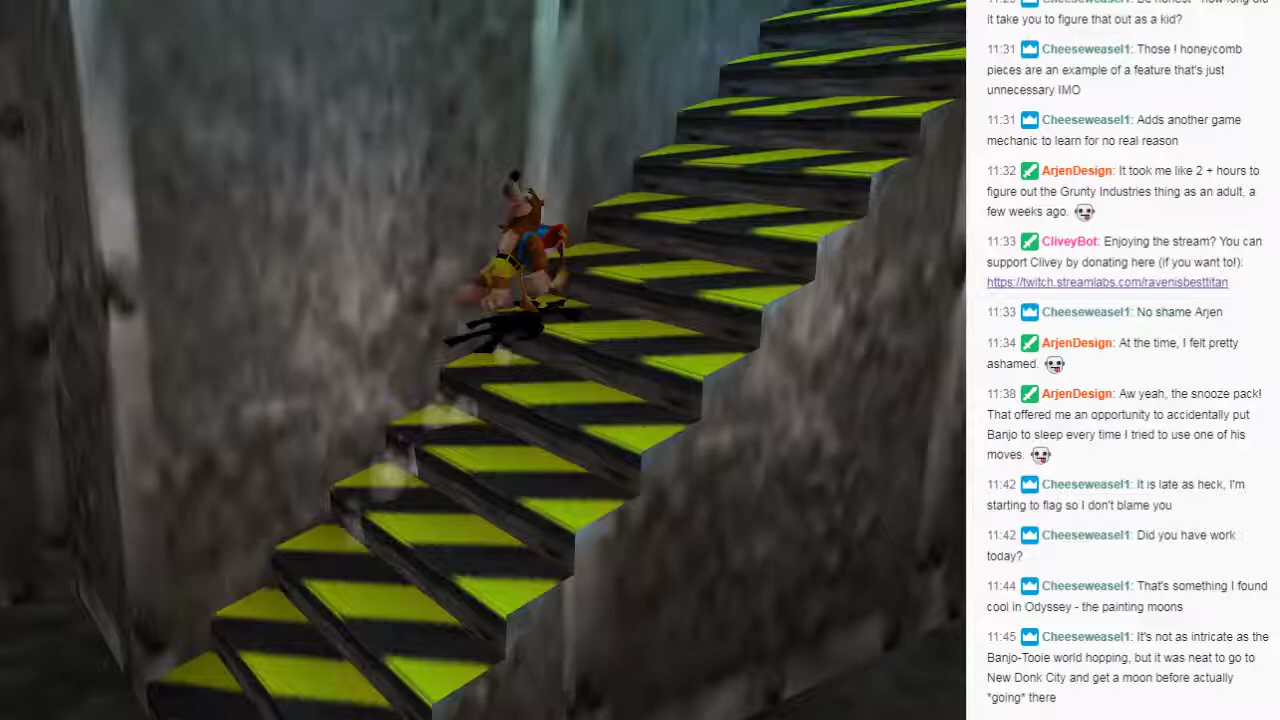 it take you to figure that out as a kid?
11:31 Cheeseweasel1: Those ! honeycomb
pieces are an example of a feature that's just
unnecessary IMO
11:31 Cheeseweasel1: Adds another game
mechanic to learn for no real reason
11:32 ArjenDesign: It took me like 2 + hours to
figure out the Grunty Industries thing as an adult, a
few weeks ago.
11:33 CliveyBot: Enjoying the stream? You can
support Clivey by donating here (if you want to!):
https://twitch.streamlabs.com/ravenisbesttitan
11:33 Cheeseweasel1: No shame Arjen
11:34 ArjenDesign: At the time, I felt pretty
ashamed.
11:38 ArjenDesign: Aw yeah, the snooze pack!
That offered me an opportunity to accidentally put
Banjo to sleep every time I tried to use one of his
moves.
11:42 Cheeseweasel1: It is late as heck, I'm
starting to flag so I don't blame you
11:42 Cheeseweasel1: Did you have work
today?
11:44 Cheeseweasel1: That's something I found
cool in Odyssey - the painting moons
11:45 Cheeseweasel1: It's not as intricate as the
Banjo-Tooie world hopping, but it was neat to go to
New Donk City and get a moon before actually
*going* there